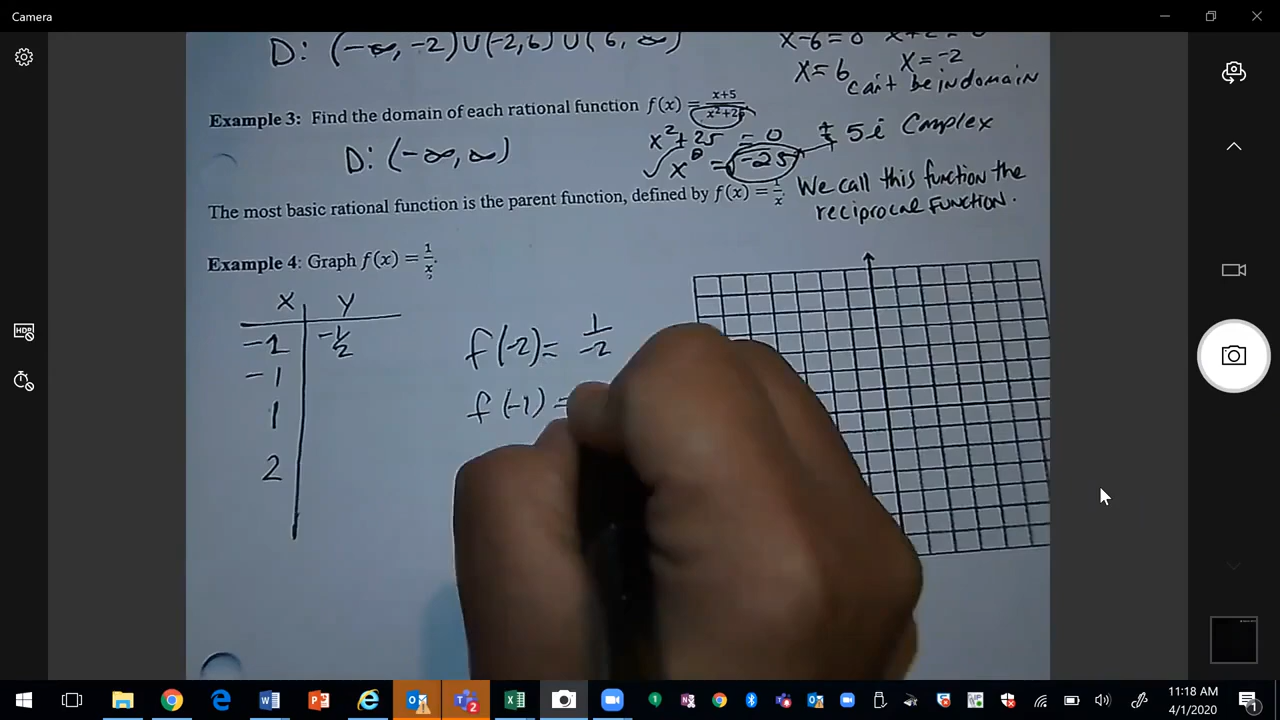 Camera
D: (-∞, -2)∪(-2,6)∪(6, ∞)
x-6=0 x+2=0
x=6 x=-2
can't be in domain
Example 3: Find the domain of each rational function f(x) = x+5
D: (-∞, ∞)
x²+25 = 0 ± 5i Complex
√x² = √-25
The most basic rational function is the parent function, defined by f(x) = 1/x.
We call this function the
reciprocal function.
Example 4: Graph f(x) = 1/x.
x y
-2 -1/2
-1
1
2
f(-2) = 1/-2
f(-1) =
11:18 AM
4/1/2020